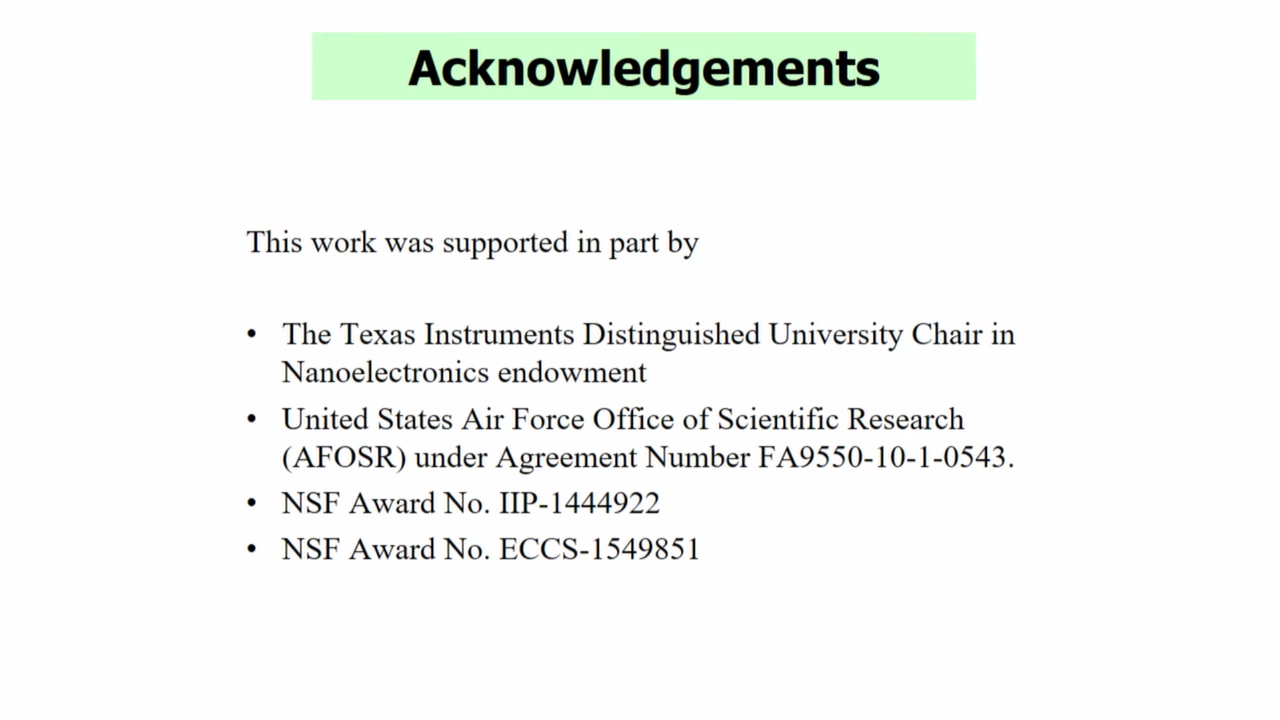 Acknowledgements
This work was supported in part by
• The Texas Instruments Distinguished University Chair in
Nanoelectronics endowment
• United States Air Force Office of Scientific Research
(AFOSR) under Agreement Number FA9550-10-1-0543.
• NSF Award No. IIP-1444922
• NSF Award No. ECCS-1549851